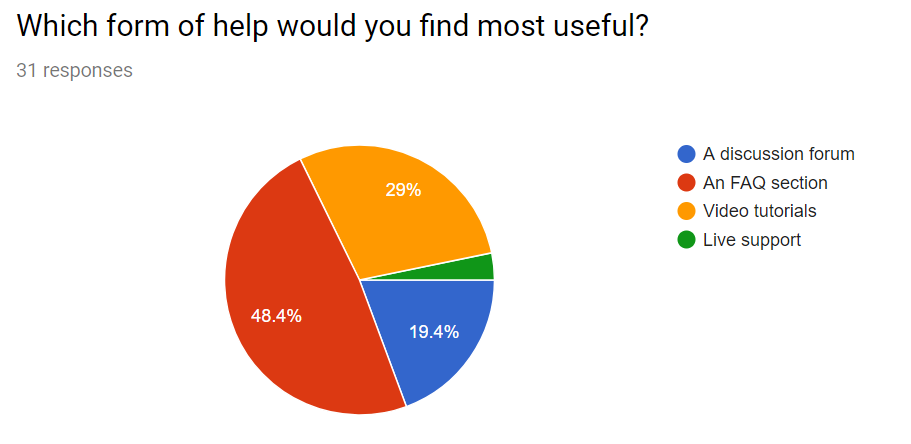 Which form of help would you find most useful?
31 responses
A discussion forum
An FAQ section
Video tutorials
Live support
29%
48.4%
19.4%